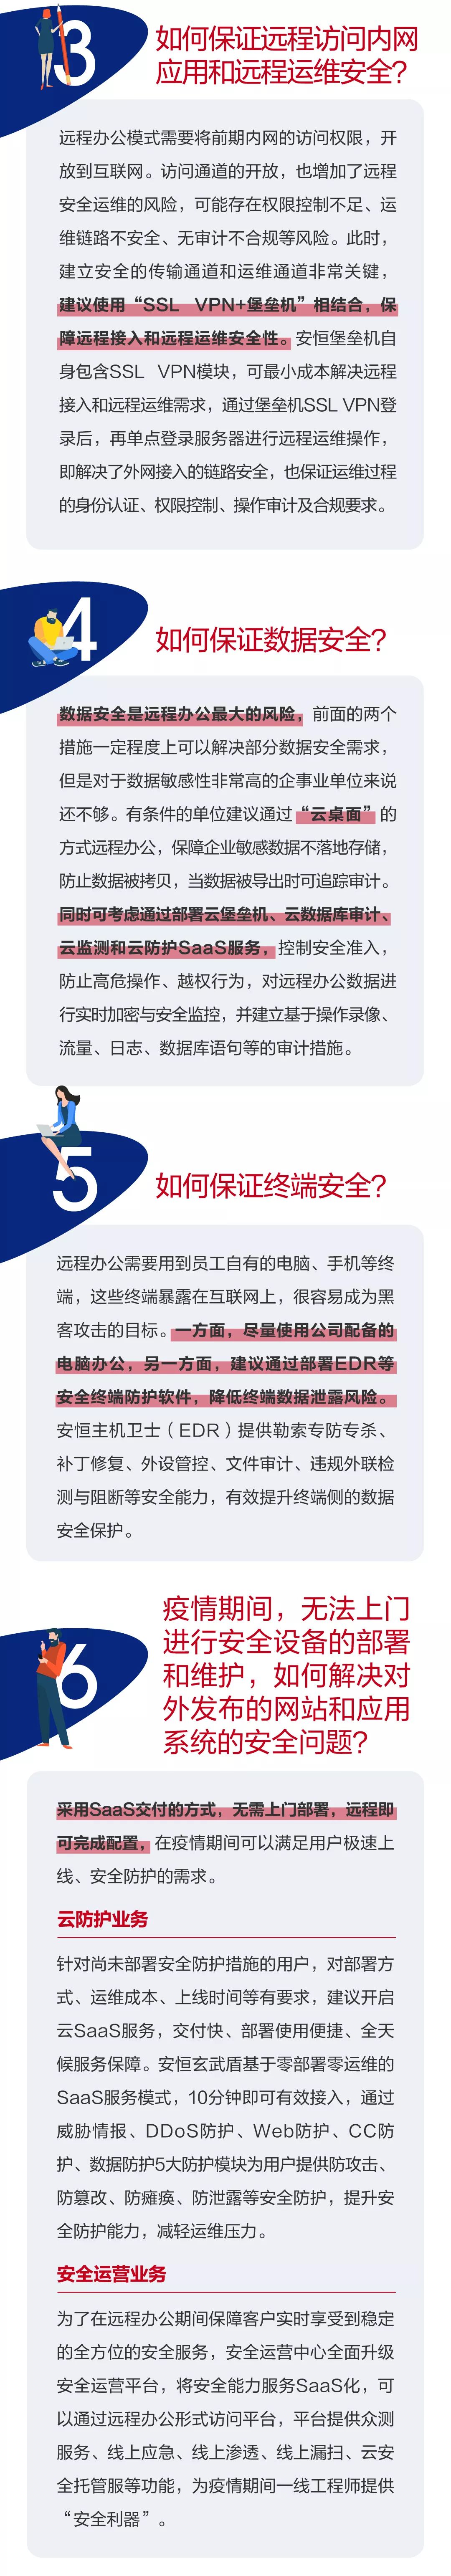 3
如何保证远程访问内网
应用和远程运维安全?
远程办公模式需要将前期内网的访问权限，开
放到互联网。访问通道的开放，也增加了远程
安全运维的风险，可能存在权限控制不足、运
维链路不安全、无审计不合规等风险。此时，
建立安全的传输通道和运维通道非常关键，
建议使用“SSL VPN+堡垒机”相结合，保
障远程接入和远程运维安全性。安恒堡垒机自
身包含SSL VPN模块，可最小成本解决远程
接入和远程运维需求，通过堡垒机SSL VPN登
录后，再单点登录服务器进行远程运维操作，
即解决了外网接入的链路安全，也保证运维过程
的身份认证、权限控制、操作审计及合规要求。
4
如何保证数据安全?
数据安全是远程办公最大的风险，前面的两个
措施一定程度上可以解决部分数据安全需求，
但是对于数据敏感性非常高的企事业单位来说
还不够。有条件的单位建议通过“云桌面”的
方式远程办公，保障企业敏感数据不落地存储，
防止数据被拷贝，当数据被导出时可追踪审计。
同时可考虑通过部署云堡垒机、云数据库审计、
云监测和云防护SaaS服务，控制安全准入，
防止高危操作、越权行为，对远程办公数据进
行实时加密与安全监控，并建立基于操作录像、
流量、日志、数据库语句等的审计措施。
5
如何保证终端安全?
远程办公需要用到员工自有的电脑、手机等终
端，这些终端暴露在互联网上，很容易成为黑
客攻击的目标。一方面，尽量使用公司配备的
电脑办公，另一方面，建议通过部署EDR等
安全终端防护软件，降低终端数据泄露风险。
安恒主机卫士（EDR）提供勒索专防专杀、
补丁修复、外设管控、文件审计、违规外联检
测与阻断等安全能力，有效提升终端侧的数据
安全保护。
6
疫情期间，无法上门
进行安全设备的部署
和维护，如何解决对
外发布的网站和应用
系统的安全问题?
采用SaaS交付的方式，无需上门部署，远程即
可完成配置，在疫情期间可以满足用户极速上
线、安全防护的需求。
云防护业务
针对尚未部署安全防护措施的用户，对部署方
式、运维成本、上线时间等有要求，建议开启
云SaaS服务，交付快、部署使用便捷、全天
候服务保障。安恒玄武盾基于零部署零运维的
SaaS服务模式，10分钟即可有效接入，通过
威胁情报、DDoS防护、Web防护、CC防
护、数据防护5大防护模块为用户提供防攻击、
防篡改、防瘫痪、防泄露等安全防护，提升安
全防护能力，减轻运维压力。
安全运营业务
为了在远程办公期间保障客户实时享受到稳定
的全方位的安全服务，安全运营中心全面升级
安全运营平台，将安全能力服务SaaS化，可
以通过远程办公形式访问平台，平台提供众测
服务、线上应急、线上渗透、线上漏扫、云安
全托管服等功能，为疫情期间一线工程师提供
“安全利器”。